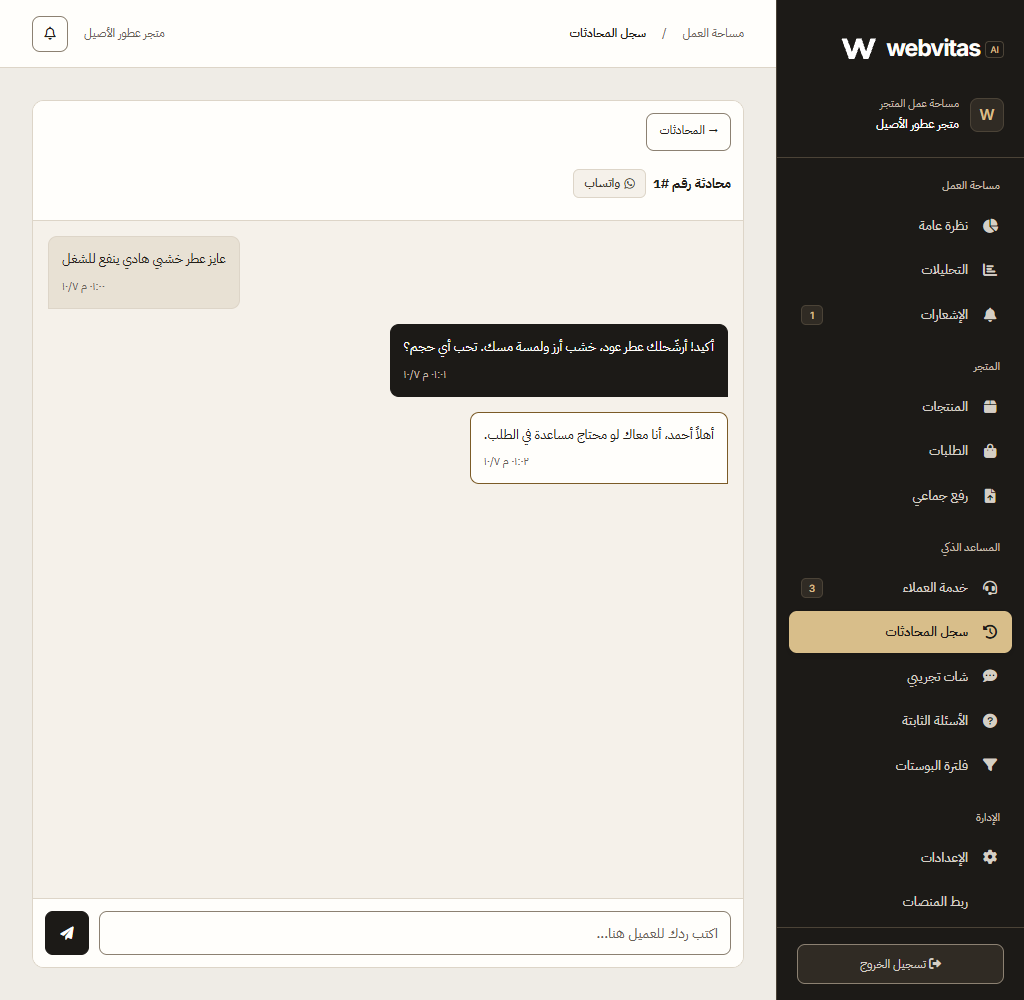 webvitas AI
W
مساحة عمل المتجر
متجر عطور الأصيل
مساحة العمل
نظرة عامة
التحليلات
الإشعارات
1
المتجر
المنتجات
الطلبات
رفع جماعي
المساعد الذكي
خدمة العملاء
3
سجل المحادثات
شات تجريبي
الأسئلة الثابتة
فلترة البوستات
الإدارة
الإعدادات
ربط المنصات
تسجيل الخروج
مساحة العمل / سجل المحادثات
متجر عطور الأصيل
→ المحادثات
محادثة رقم #1
واتساب
عايز عطر خشبي هادي ينفع للشغل
٠١:٠٠ م ١٠/٧
أكيد! أرشّحلك عطر عود، خشب أرز ولمسة مسك. تحب أي حجم؟
٠١:٠١ م ١٠/٧
أهلاً أحمد، أنا معاك لو محتاج مساعدة في الطلب.
٠١:٠٢ م ١٠/٧
اكتب ردك للعميل هنا...